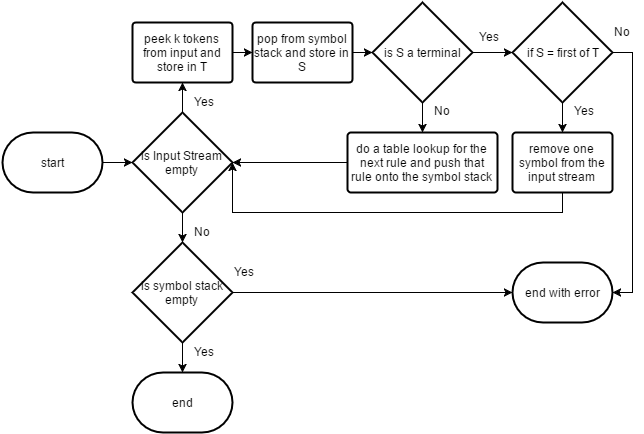 peek k tokens
from input and
store in T
pop from symbol
stack and store in
S
is S a terminal
Yes
if S = first of T
No
Yes
No
Yes
start
is Input Stream
empty
do a table lookup for the
next rule and push that
rule onto the symbol stack
remove one
symbol from the
input stream
No
is symbol stack
empty
Yes
end with error
Yes
end